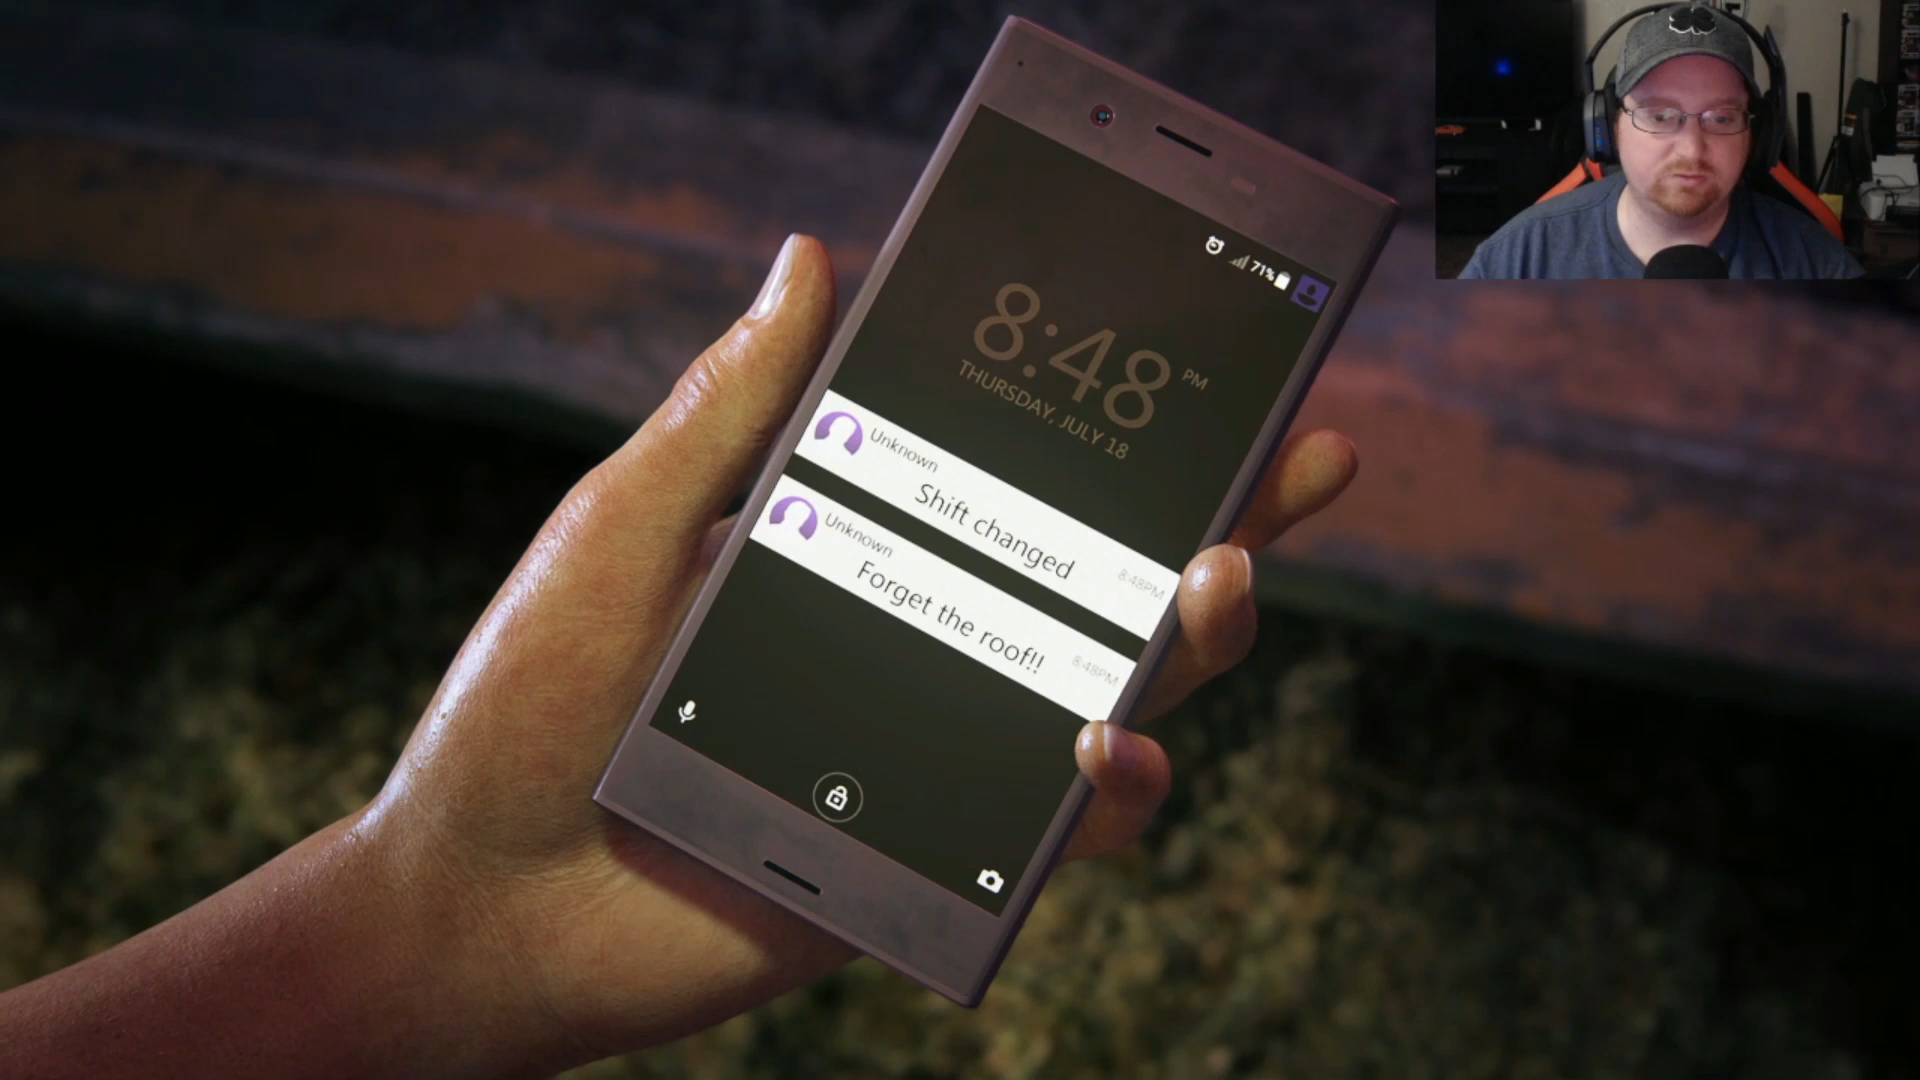 71%
8:48 PM
THURSDAY, JULY 18
Unknown
Shift changed
8:48PM
Unknown
Forget the roof!!
8:48PM